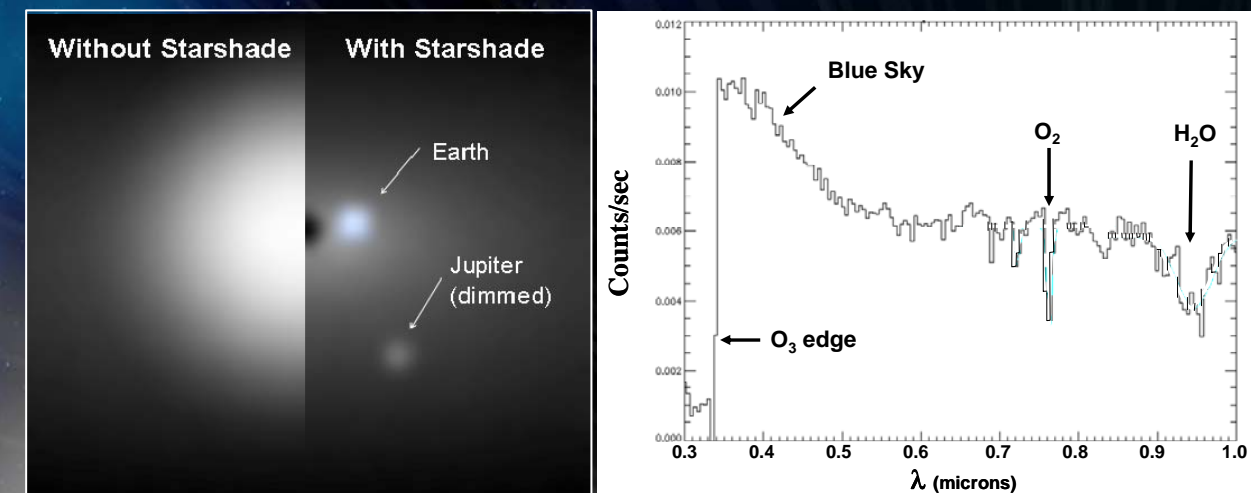 Without Starshade
With Starshade
Earth
Jupiter
(dimmed)
Counts/sec
0.012
0.010
0.008
0.006
0.004
0.002
0.000
Blue Sky
O₂
H₂O
O₃ edge
0.3 0.4 0.5 0.6 0.7 0.8 0.9 1.0
λ (microns)